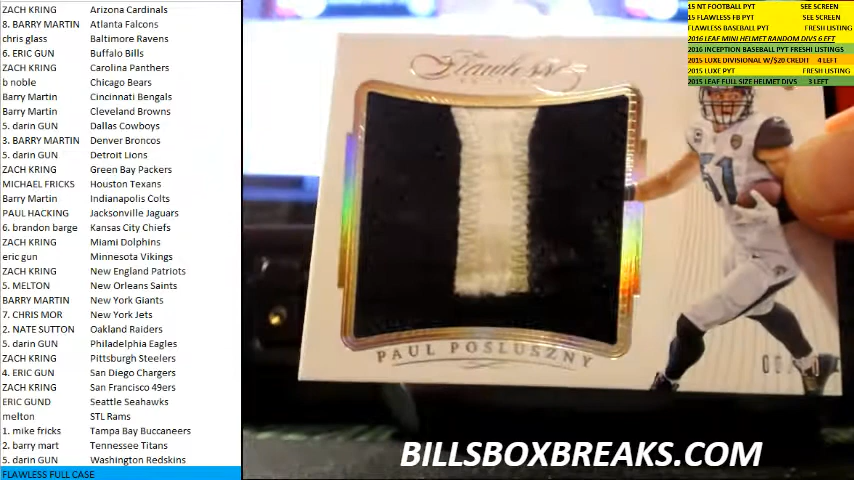 ZACH KRING Arizona Cardinals
8. BARRY MARTIN Atlanta Falcons
chris glass Baltimore Ravens
6. ERIC GUN Buffalo Bills
ZACH KRING Carolina Panthers
b noble Chicago Bears
Barry Martin Cincinnati Bengals
Barry Martin Cleveland Browns
5. darin GUN Dallas Cowboys
3. BARRY MARTIN Denver Broncos
5. darin GUN Detroit Lions
ZACH KRING Green Bay Packers
MICHAEL FRICKS Houston Texans
Barry Martin Indianapolis Colts
PAUL HACKING Jacksonville Jaguars
6. brandon barge Kansas City Chiefs
ZACH KRING Miami Dolphins
eric gun Minnesota Vikings
ZACH KRING New England Patriots
5. MELTON New Orleans Saints
BARRY MARTIN New York Giants
7. CHRIS MOR New York Jets
2. NATE SUTTON Oakland Raiders
5. darin GUN Philadelphia Eagles
ZACH KRING Pittsburgh Steelers
4. ERIC GUN San Diego Chargers
ZACH KRING San Francisco 49ers
ERIC GUND Seattle Seahawks
melton STL Rams
1. mike fricks Tampa Bay Buccaneers
2. barry mart Tennessee Titans
5. darin GUN Washington Redskins
FLAWLESS FULL CASE
15 NT FOOTBALL PYT SEE SCREEN
15 FLAWLESS FB PYT SEE SCREEN
FLAWLESS BASEBALL PYT FRESH LISTING
2016 LEAF MINI HELMET RANDOM DIVS 6 EFT
2016 INCEPTION BASEBALL PYT FRESHI LISTINGS
2015 LUXE DIVISIONAL W/$20 CREDIT 4 LEFT
2015 LUXE PYT FRESH LISTING
2015 LEAF FULL SIZE HELMET DIVS 3 LEFT
Flawless
51
PAUL POSLUSZNY
BILLSBOXBREAKS.COM